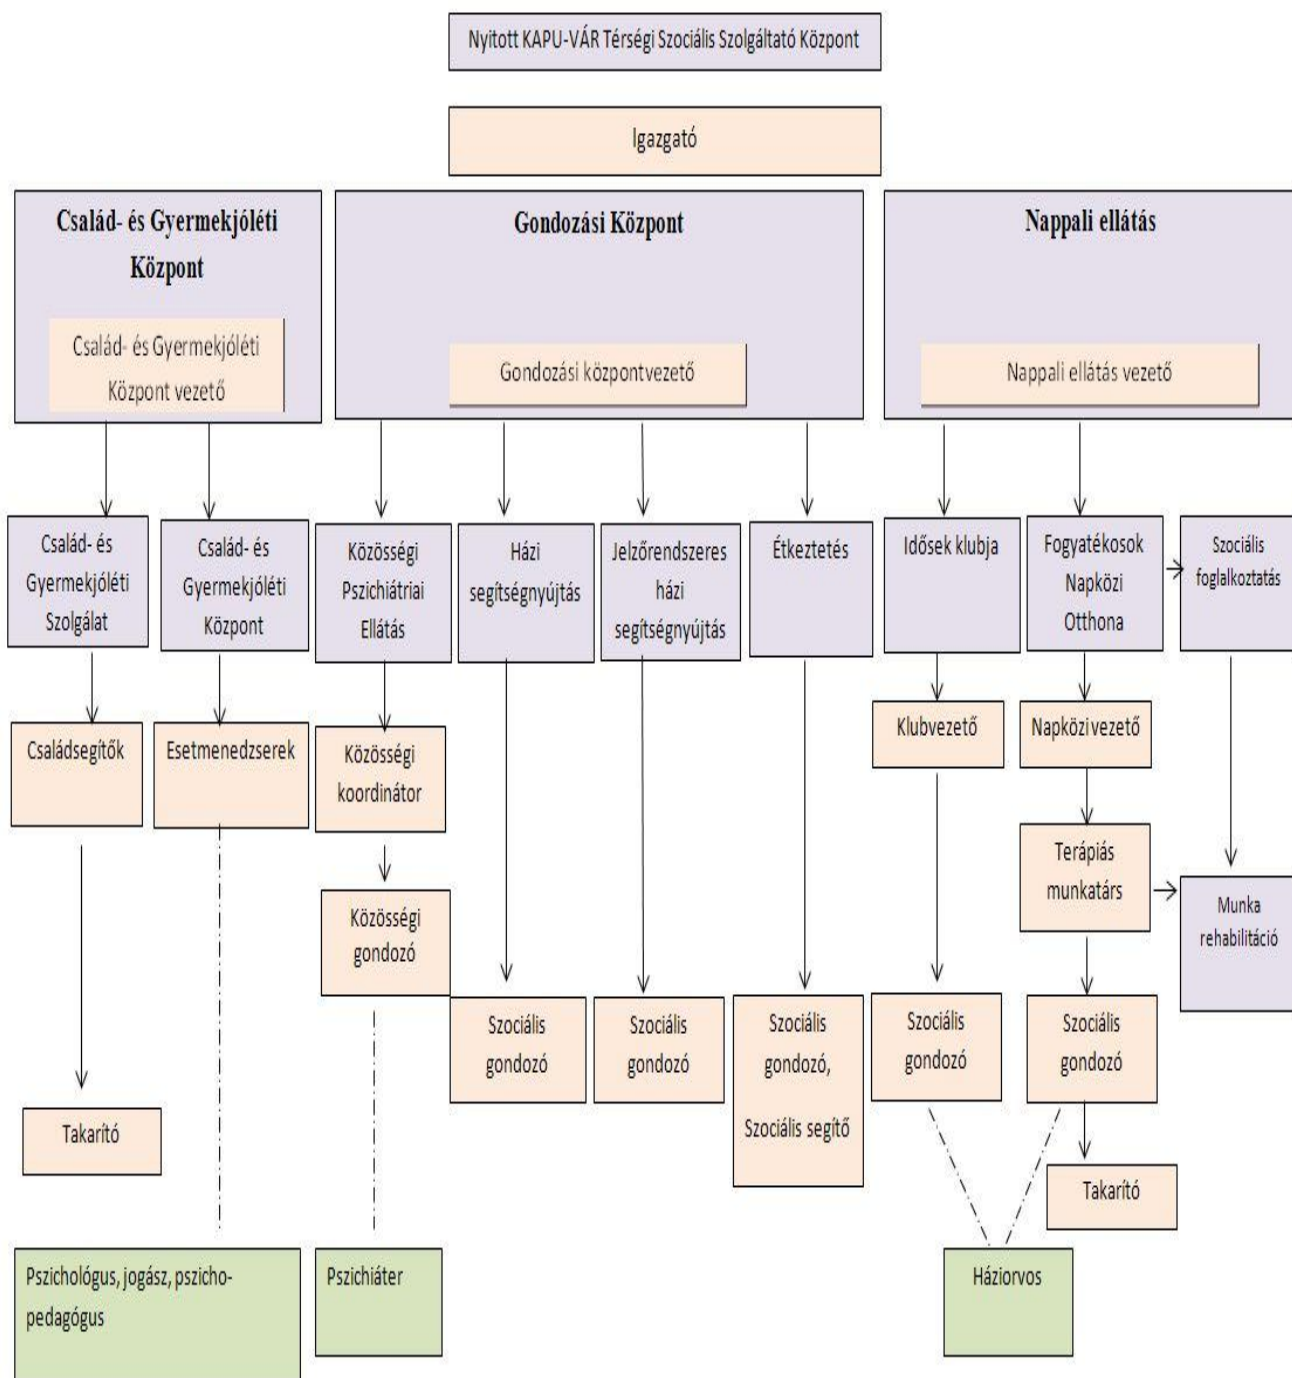 Nyitott KAPU-VÁR Térségi Szociális Szolgáltató Központ
Igazgató
Család- és Gyermekjóléti
Központ
Család- és Gyermekjóléti
Központ vezető
Gondozási Központ
Gondozási központvezető
Nappali ellátás
Nappali ellátás vezető
Család- és
Gyermekjóléti
Szolgálat
Család- és
Gyermekjóléti
Központ
Közösségi
Pszichiátriai
Ellátás
Házi
segítségnyújtás
Jelzőrendszeres
házi
segítségnyújtás
Étkeztetés
Idősek klubja
Fogyatékosok
Napközi
Otthona
Szociális
foglalkoztatás
Családsegítők
Esetmenedzserek
Közösségi
koordinátor
Klubvezető
Napközi vezető
Közösségi
gondozó
Terápiás
munkatárs
Munka
rehabilitáció
Szociális
gondozó
Szociális
gondozó
Szociális
gondozó,
Szociális segítő
Szociális
gondozó
Szociális
gondozó
Takarító
Takarító
Pszichológus, jogász, pszicho-
pedagógus
Pszichiáter
Háziorvos